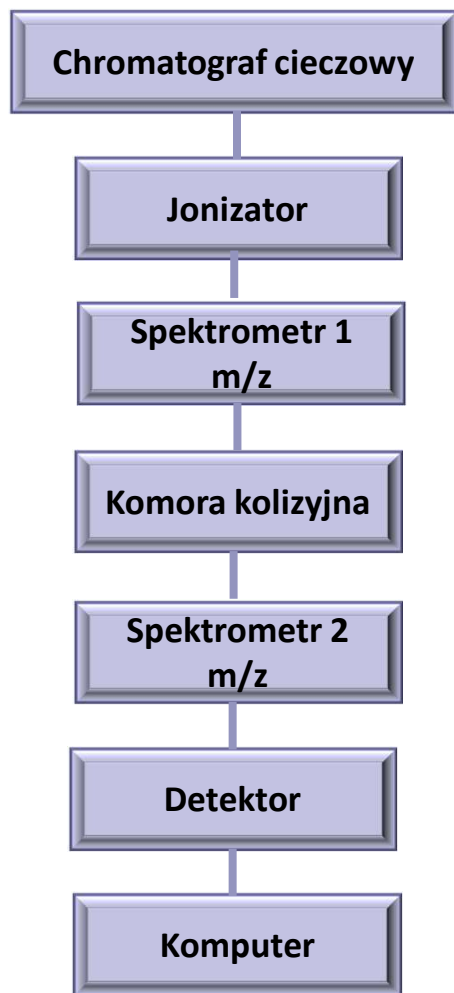 Chromatograf cieczowy
Jonizator
Spektrometr 1
m/z
Komora kolizyjna
Spektrometr 2
m/z
Detektor
Komputer